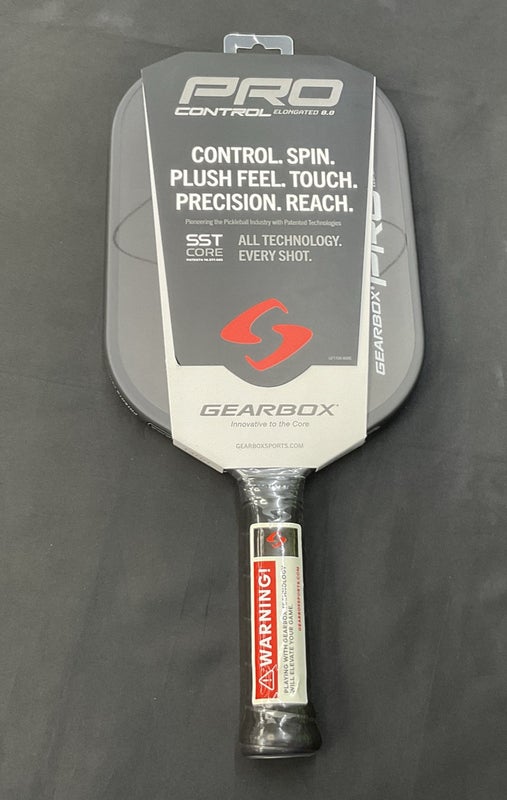 PRO
CONTROL ELONGATED 8.0
CONTROL. SPIN.
PLUSH FEEL. TOUCH.
PRECISION. REACH.
Pioneering the Pickleball Industry with Patented Technologies
SST
CORE
ALL TECHNOLOGY.
EVERY SHOT.
GEARBOX
Innovative to the Core
GEARBOXSPORTS.COM
GEARBOX PRO
WARNING!
PLAYING WITH GEARBOX TECHNOLOGY
WILL ELEVATE YOUR GAME.
GEARBOXSPORTS.COM